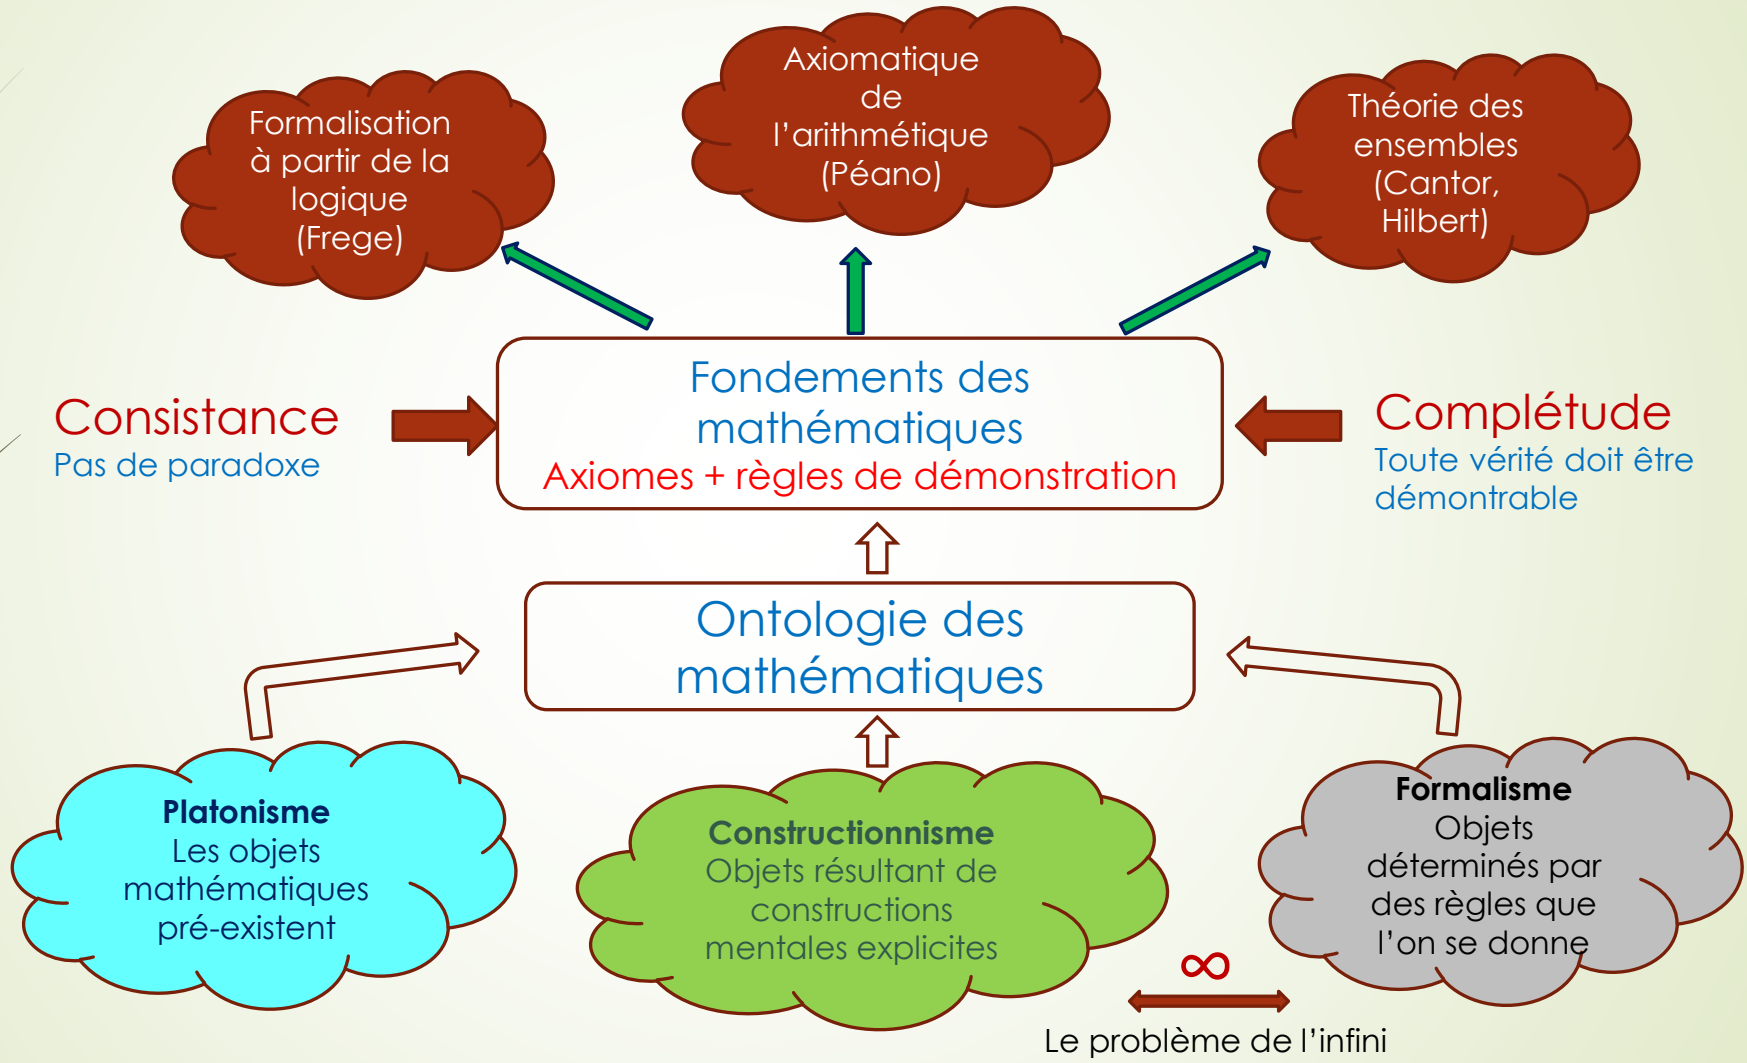 Formalisation
à partir de la
logique
(Frege)
Axiomatique
de
l’arithmétique
(Péano)
Théorie des
ensembles
(Cantor,
Hilbert)
Consistance
Pas de paradoxe
Fondements des
mathématiques
Axiomes + règles de démonstration
Complétude
Toute vérité doit être
démontrable
Ontologie des
mathématiques
Platonisme
Les objets
mathématiques
pré-existent
Constructionnisme
Objets résultant de
constructions
mentales explicites
Formalisme
Objets
déterminés par
des règles que
l’on se donne
∞
Le problème de l’infini